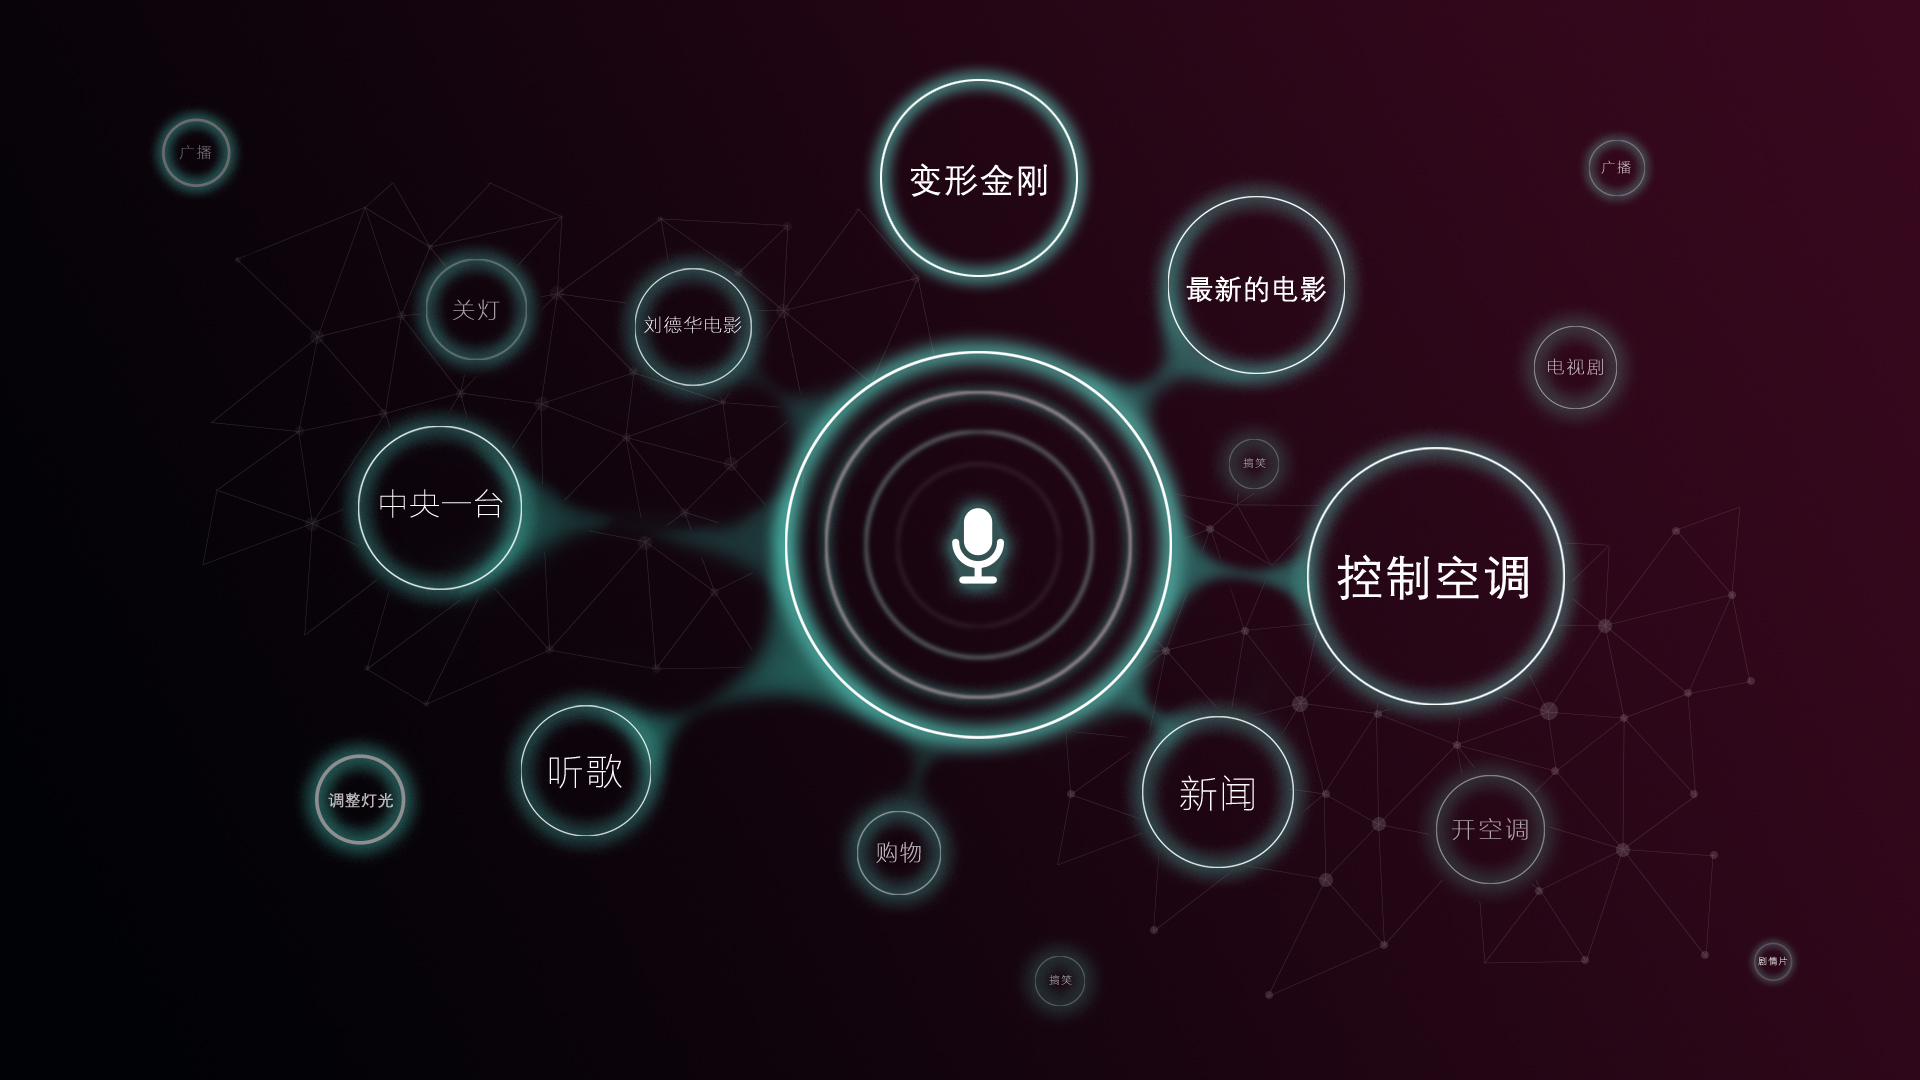 变形金刚
广播
广播
最新的电影
关灯
刘德华电影
电视剧
搞笑
中央一台
控制空调
听歌
新闻
调整灯光
开空调
购物
剧情片
搞笑